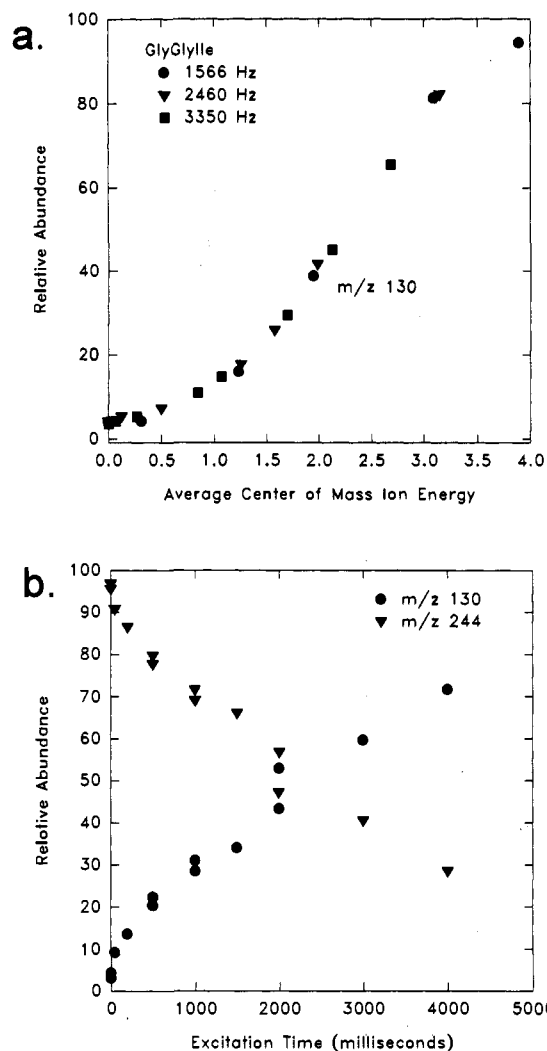 a.
GlyGlyIle
1566 Hz
2460 Hz
3350 Hz
100
80
60
40
20
0
Relative Abundance
m/z 130
0.0 0.5 1.0 1.5 2.0 2.5 3.0 3.5 4.0
Average Center of Mass Ion Energy
b.
m/z 130
m/z 244
100
90
80
70
60
50
40
30
20
10
0
Relative Abundance
0 1000 2000 3000 4000 500
Excitation Time (milliseconds)